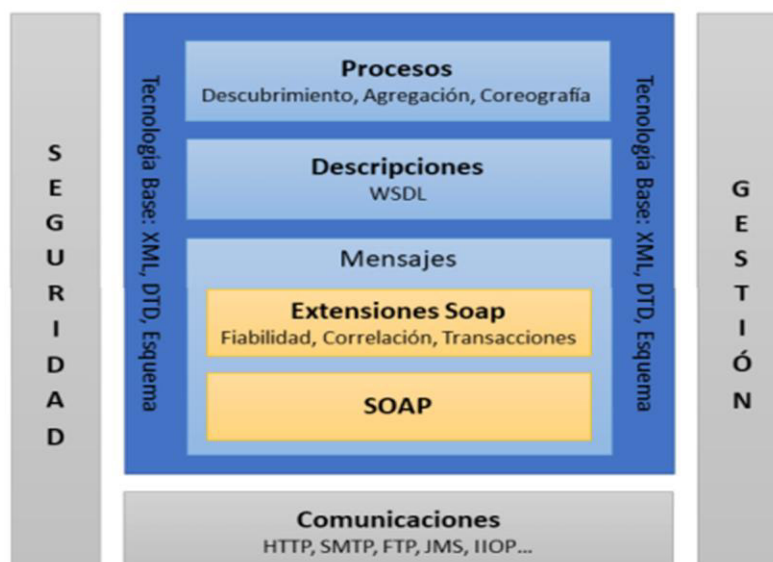 SEGURIDAD
Tecnología Base: XML, DTD, Esquema
Procesos
Descubrimiento, Agregación, Coreografía
Descripciones
WSDL
Mensajes
Extensiones Soap
Fiabilidad, Correlación, Transacciones
SOAP
Tecnología Base: XML, DTD, Esquema
GESTIÓN
Comunicaciones
HTTP, SMTP, FTP, JMS, IIOP...